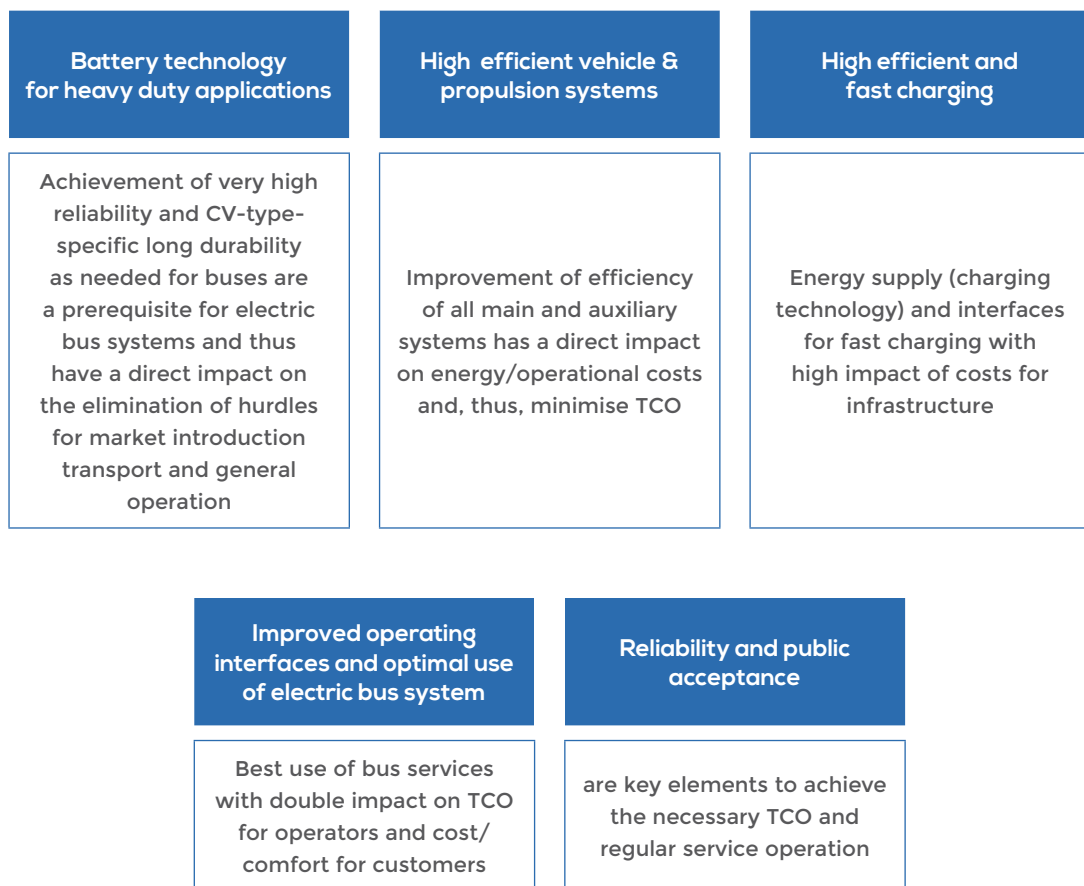 Battery technology
for heavy duty applications
Achievement of very high
reliability and CV-type-
specific long durability
as needed for buses are
a prerequisite for electric
bus systems and thus
have a direct impact on
the elimination of hurdles
for market introduction
transport and general
operation
High efficient vehicle &
propulsion systems
Improvement of efficiency
of all main and auxiliary
systems has a direct impact
on energy/operational costs
and, thus, minimise TCO
High efficient and
fast charging
Energy supply (charging
technology) and interfaces
for fast charging with
high impact of costs for
infrastructure
Improved operating
interfaces and optimal use
of electric bus system
Best use of bus services
with double impact on TCO
for operators and cost/
comfort for customers
Reliability and public
acceptance
are key elements to achieve
the necessary TCO and
regular service operation